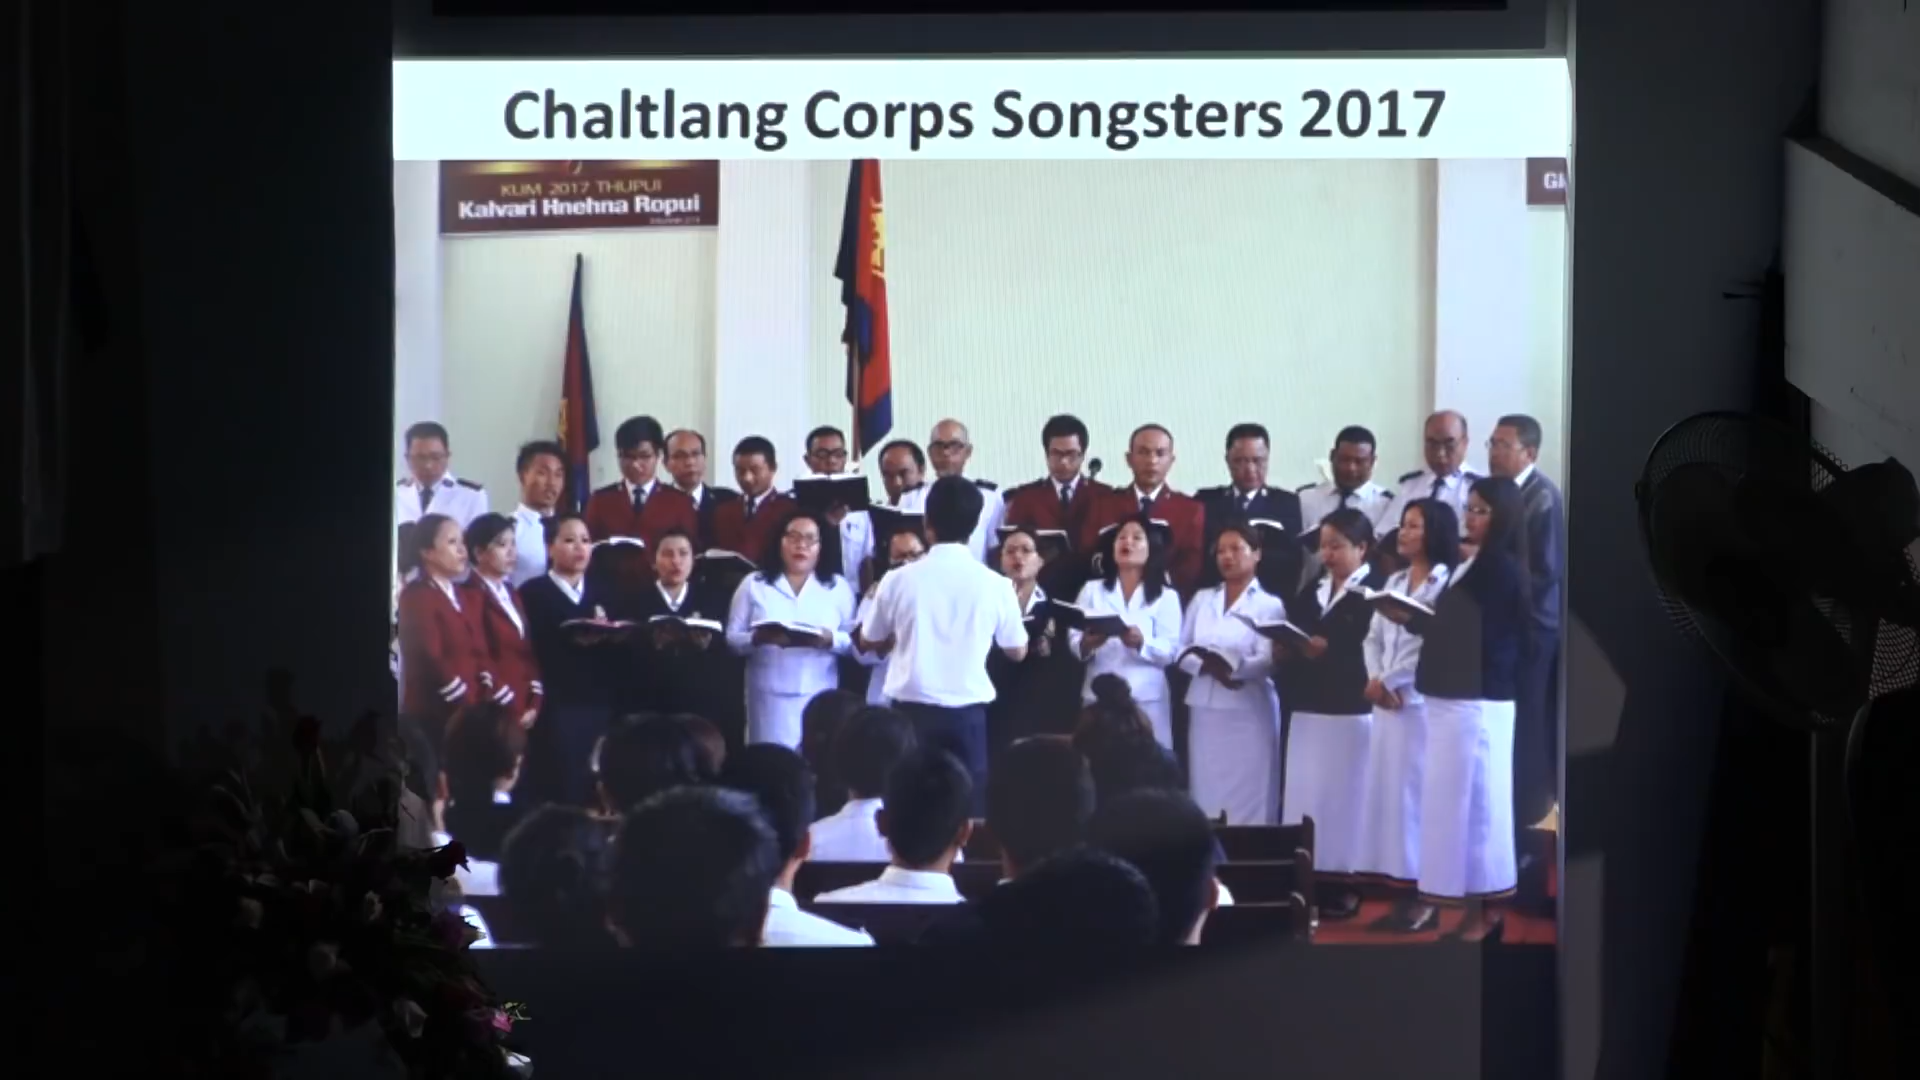 Chaltlang Corps Songsters 2017
KUM 2017 THUPUI
Kalvari Hnehna Ropui